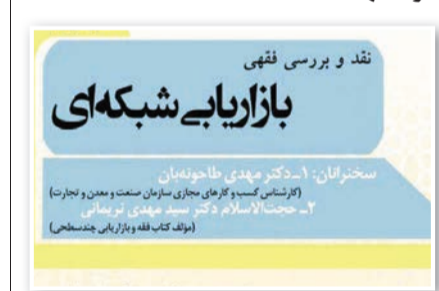 نقد و بررسی فقهی
بازاریابی شبکه‌ای
سخنرانان: ۱ـ دکتر مهدی طاحونه‌بان
(کارشناس کسب و کارهای مجازی سازمان صنعت و معدن و تجارت)
۲ـ حجت‌الاسلام دکتر سید مهدی نریمانی
(مؤلف کتاب فقه و بازاریابی چندسطحی)